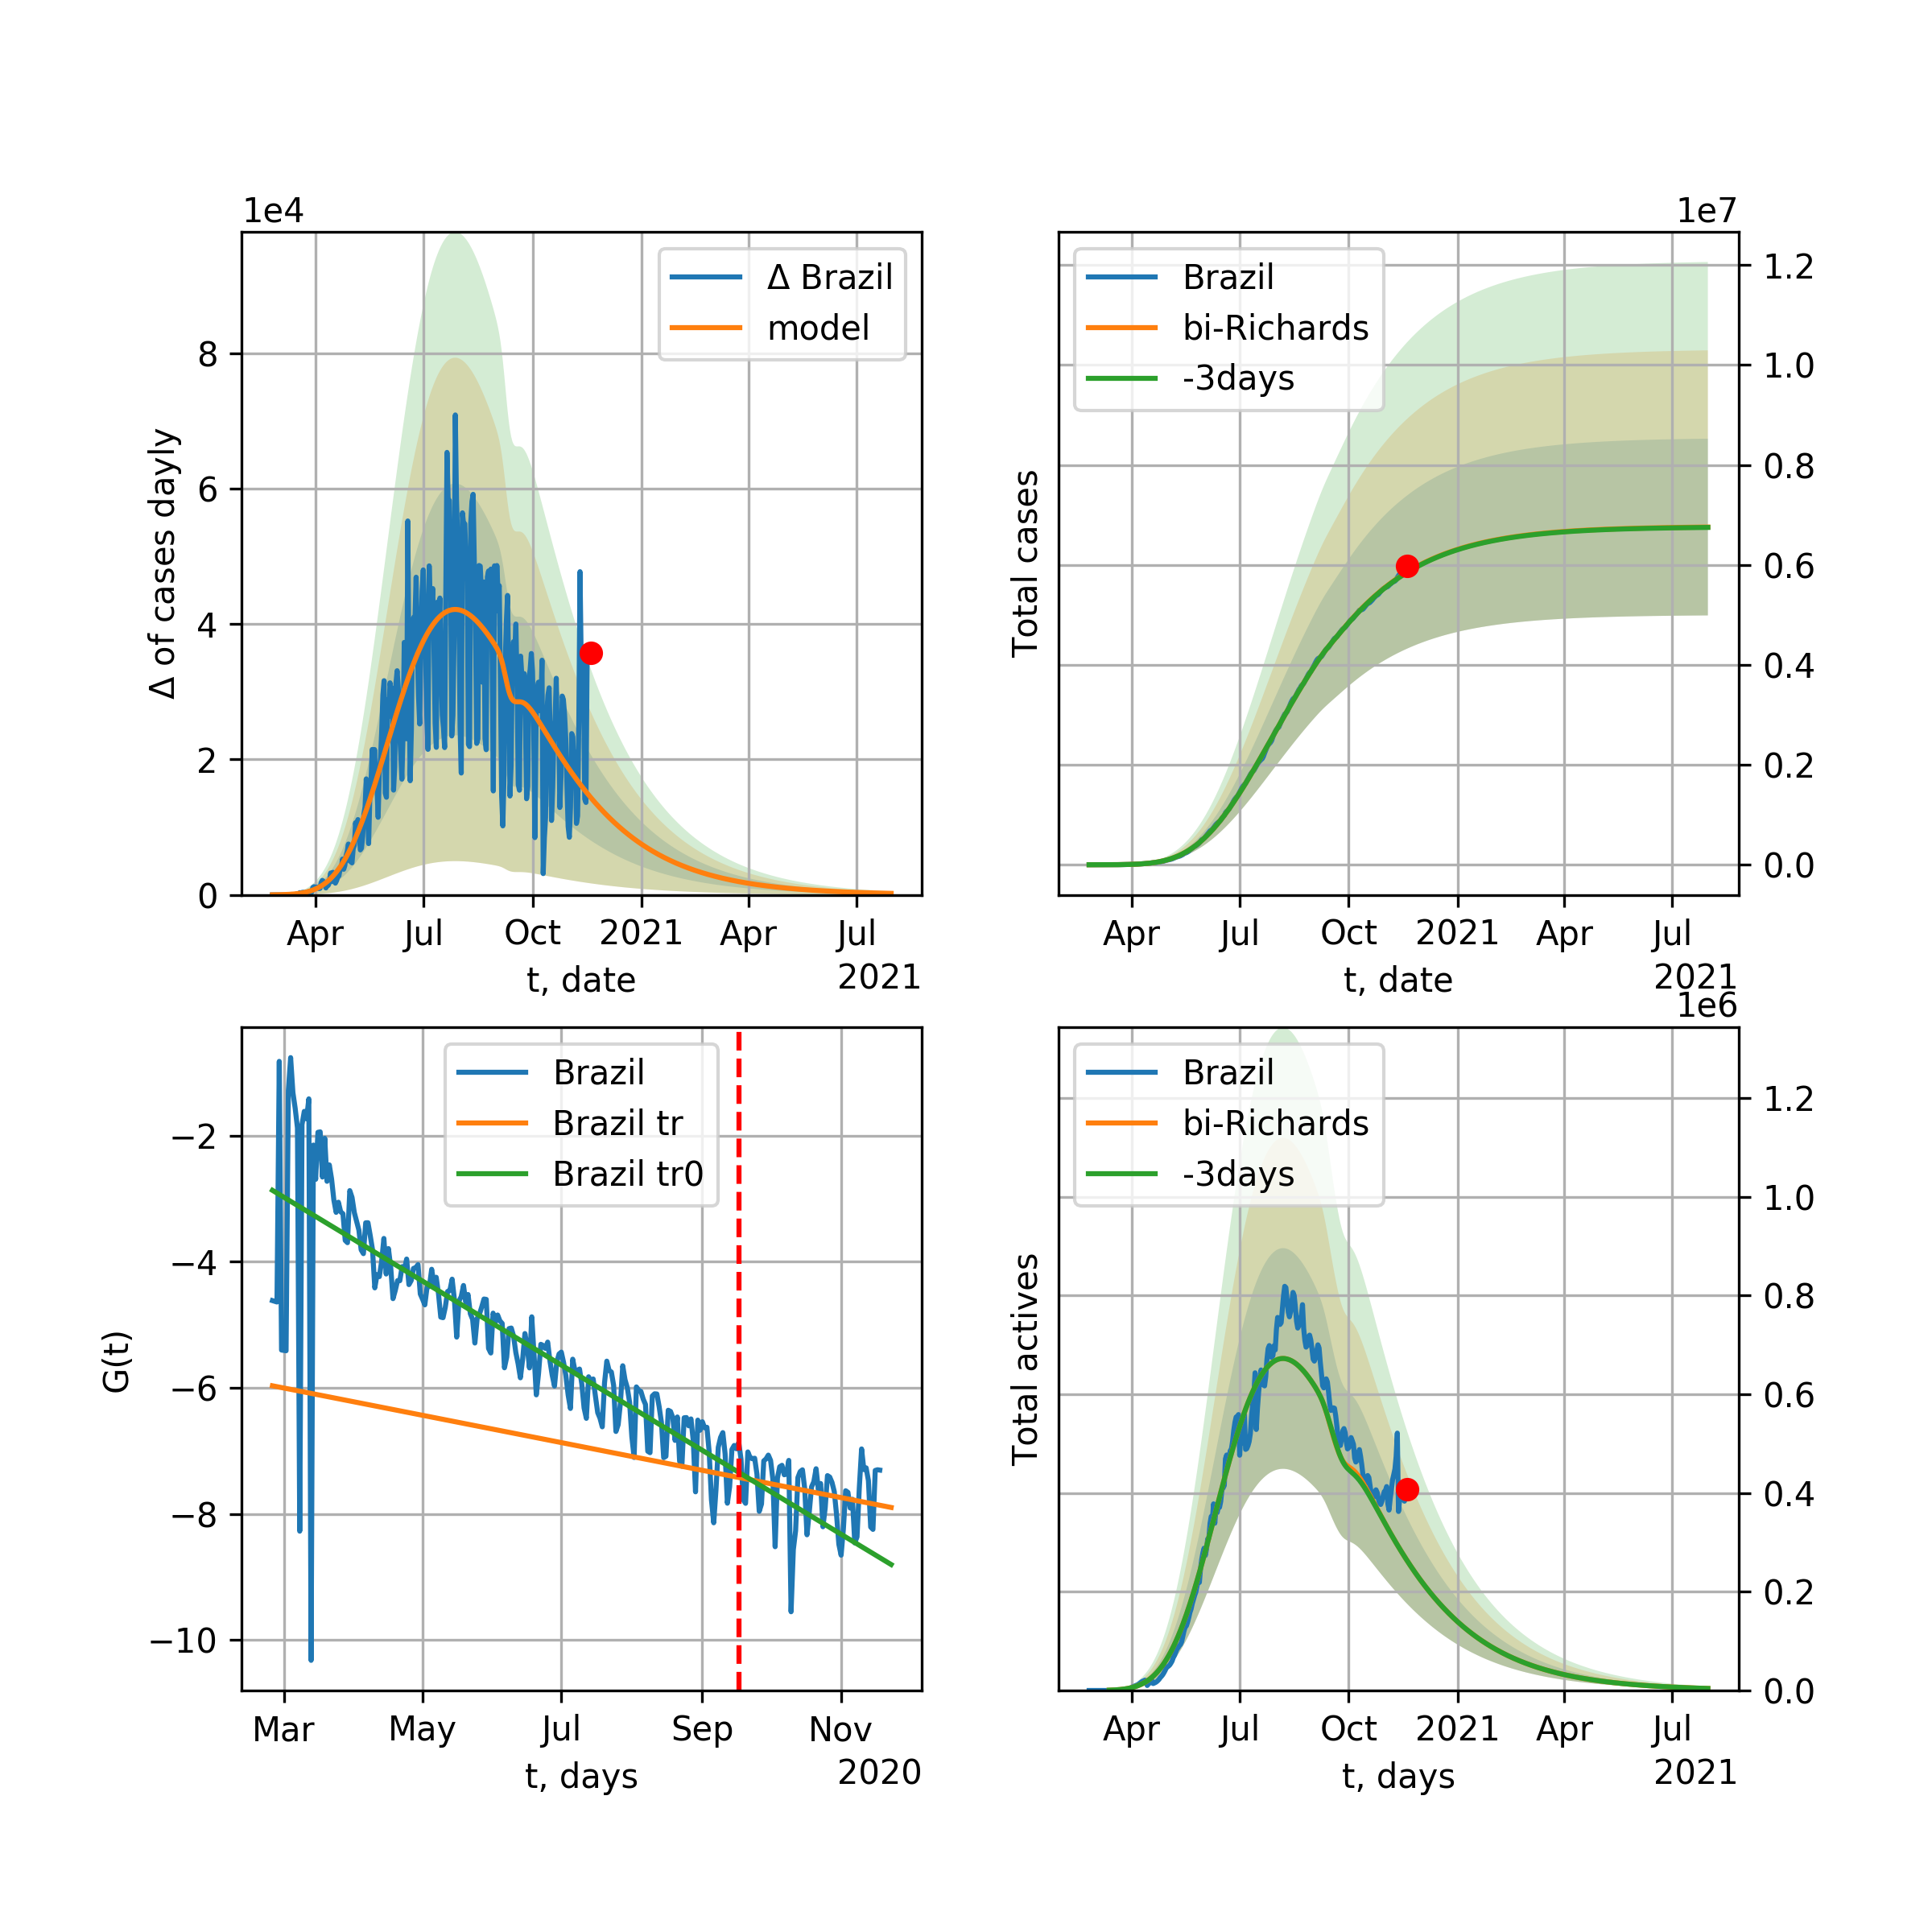 1e4
Δ of cases dayly
8
6
4
2
0
Δ Brazil
model
Apr Jul Oct 2021 Apr Jul
t, date
2021
1e7
Total cases
Brazil
bi-Richards
-3days
1.2
1.0
0.8
0.6
0.4
0.2
0.0
Apr Jul Oct 2021 Apr Jul
t, date
2021
G(t)
−2
−4
−6
−8
−10
Brazil
Brazil tr
Brazil tr0
Mar May Jul Sep Nov
t, days
2020
1e6
Total actives
Brazil
bi-Richards
-3days
1.2
1.0
0.8
0.6
0.4
0.2
0.0
Apr Jul Oct 2021 Apr Jul
t, days
2021